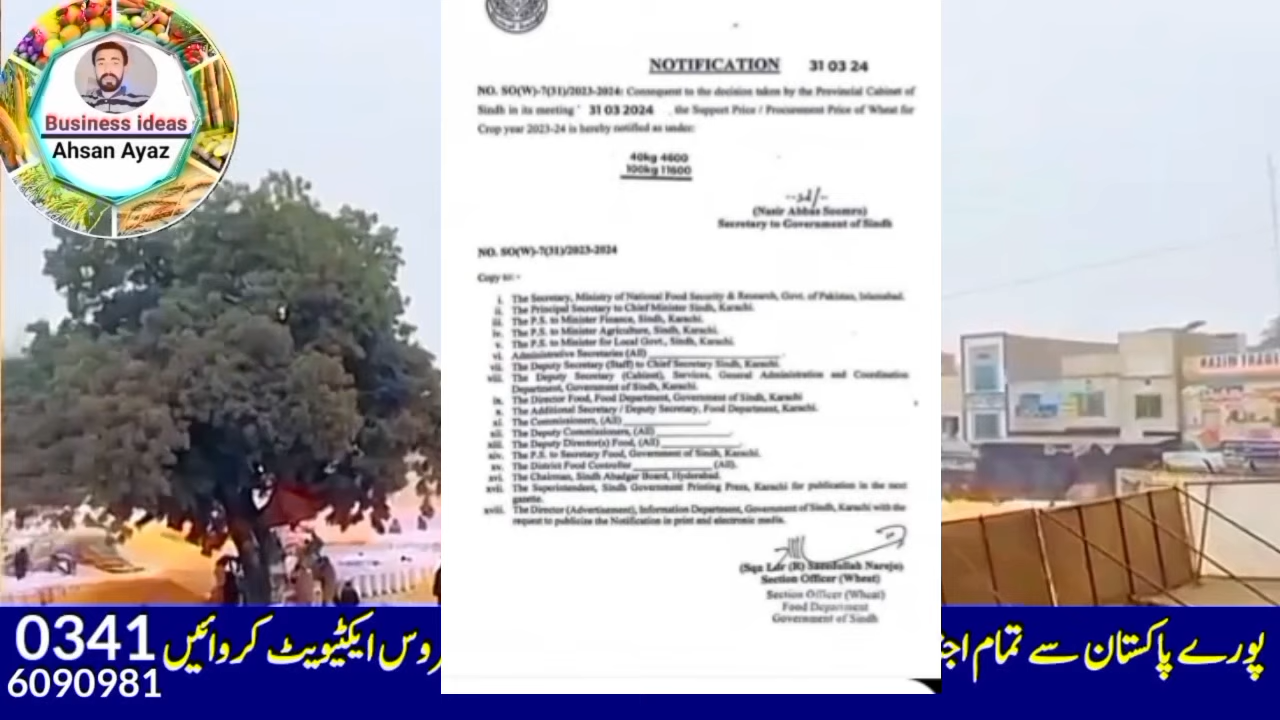 Business ideas
Ahsan Ayaz
NOTIFICATION 31 03 24
NO. SO(W)-7(31)/2023-2024: Consequent to the decision taken by the Provincial Cabinet of
Sindh in its meeting ' 31 03 2024 , the Support Price / Procurement Price of Wheat for
Crop year 2023-24 is hereby notified as under:
40kg 4600
100kg 11600
--sd/--
(Nasir Abbas Soomro)
Secretary to Government of Sindh
NO. SO(W)-7(31)/2023-2024
Copy to: -
i. The Secretary, Ministry of National Food Security & Research, Govt. of Pakistan, Islamabad.
ii. The Principal Secretary to Chief Minister Sindh, Karachi.
iii. The P.S. to Minister Finance, Sindh, Karachi.
iv. The P.S. to Minister Agriculture, Sindh, Karachi.
v. The P.S. to Minister for Local Govt., Sindh, Karachi.
vi. Administrative Secretaries (All)
vii. The Deputy Secretary (Staff) to Chief Secretary Sindh, Karachi.
viii. The Deputy Secretary (Cabinet), Services, General Administration and Coordination
Department, Government of Sindh, Karachi.
ix. The Director Food, Food Department, Government of Sindh, Karachi
x. The Additional Secretary / Deputy Secretary, Food Department, Karachi.
xi. The Commissioners, (All)
xii. The Deputy Commissioners, (All)
xiii. The Deputy Director(s) Food, (All)
xiv. The P.S. to Secretary Food, Government of Sindh, Karachi.
xv. The District Food Controller (All).
xvi. The Chairman, Sindh Abadgar Board, Hyderabad.
xvii. The Superintendent, Sindh Government Printing Press, Karachi for publication in the next
gazette.
xviii. The Director (Advertisement), Information Department, Government of Sindh, Karachi with the
request to publicize the Notification in print and electronic media.
(Sqn Ldr (R) Saeedullah Narejo)
Section Officer (Wheat)
Section Officer (Wheat)
Food Department
Government of Sindh
پورے پاکستان سے تمام اجن
روس ایکٹیویٹ کروائیں
0341
6090981